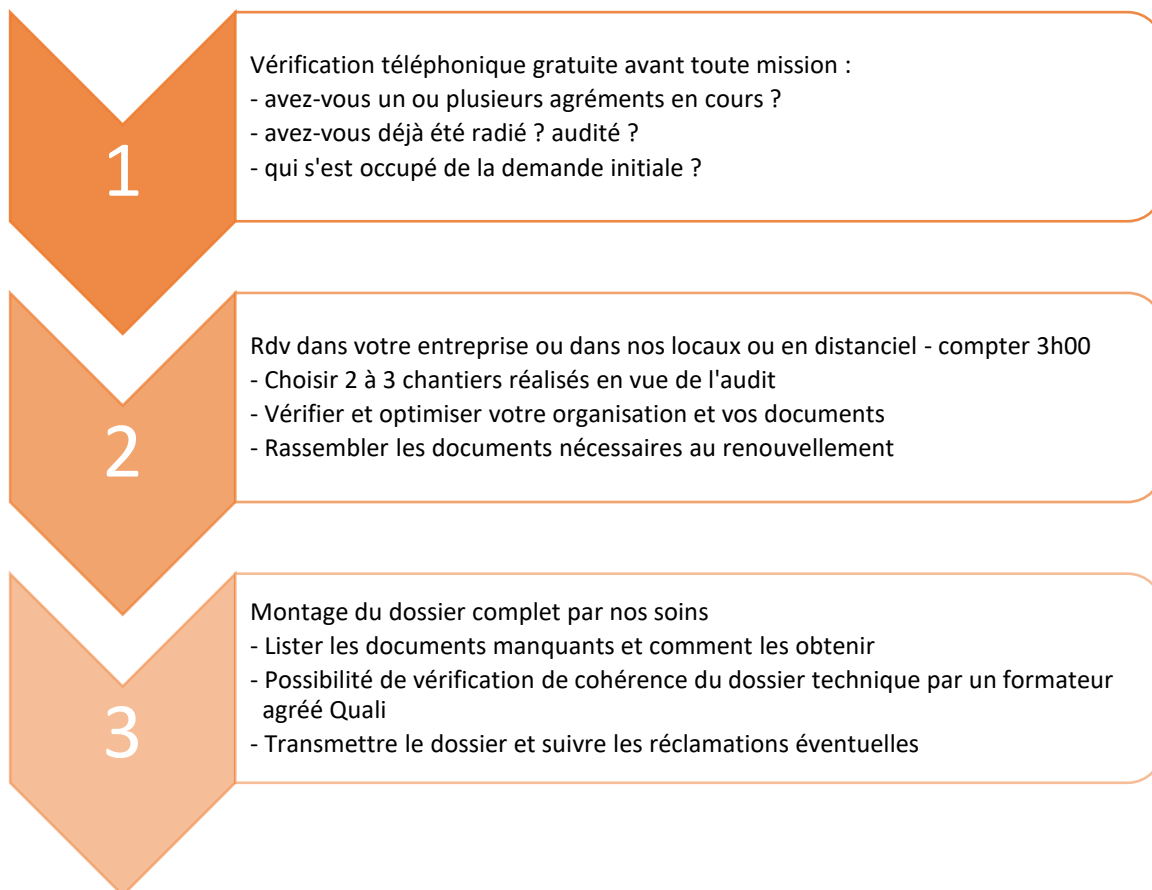 1
Vérification téléphonique gratuite avant toute mission :
- avez-vous un ou plusieurs agréments en cours ?
- avez-vous déjà été radié ? audité ?
- qui s'est occupé de la demande initiale ?
2
Rdv dans votre entreprise ou dans nos locaux ou en distanciel - compter 3h00
- Choisir 2 à 3 chantiers réalisés en vue de l'audit
- Vérifier et optimiser votre organisation et vos documents
- Rassembler les documents nécessaires au renouvellement
3
Montage du dossier complet par nos soins
- Lister les documents manquants et comment les obtenir
- Possibilité de vérification de cohérence du dossier technique par un formateur
agréé Quali
- Transmettre le dossier et suivre les réclamations éventuelles